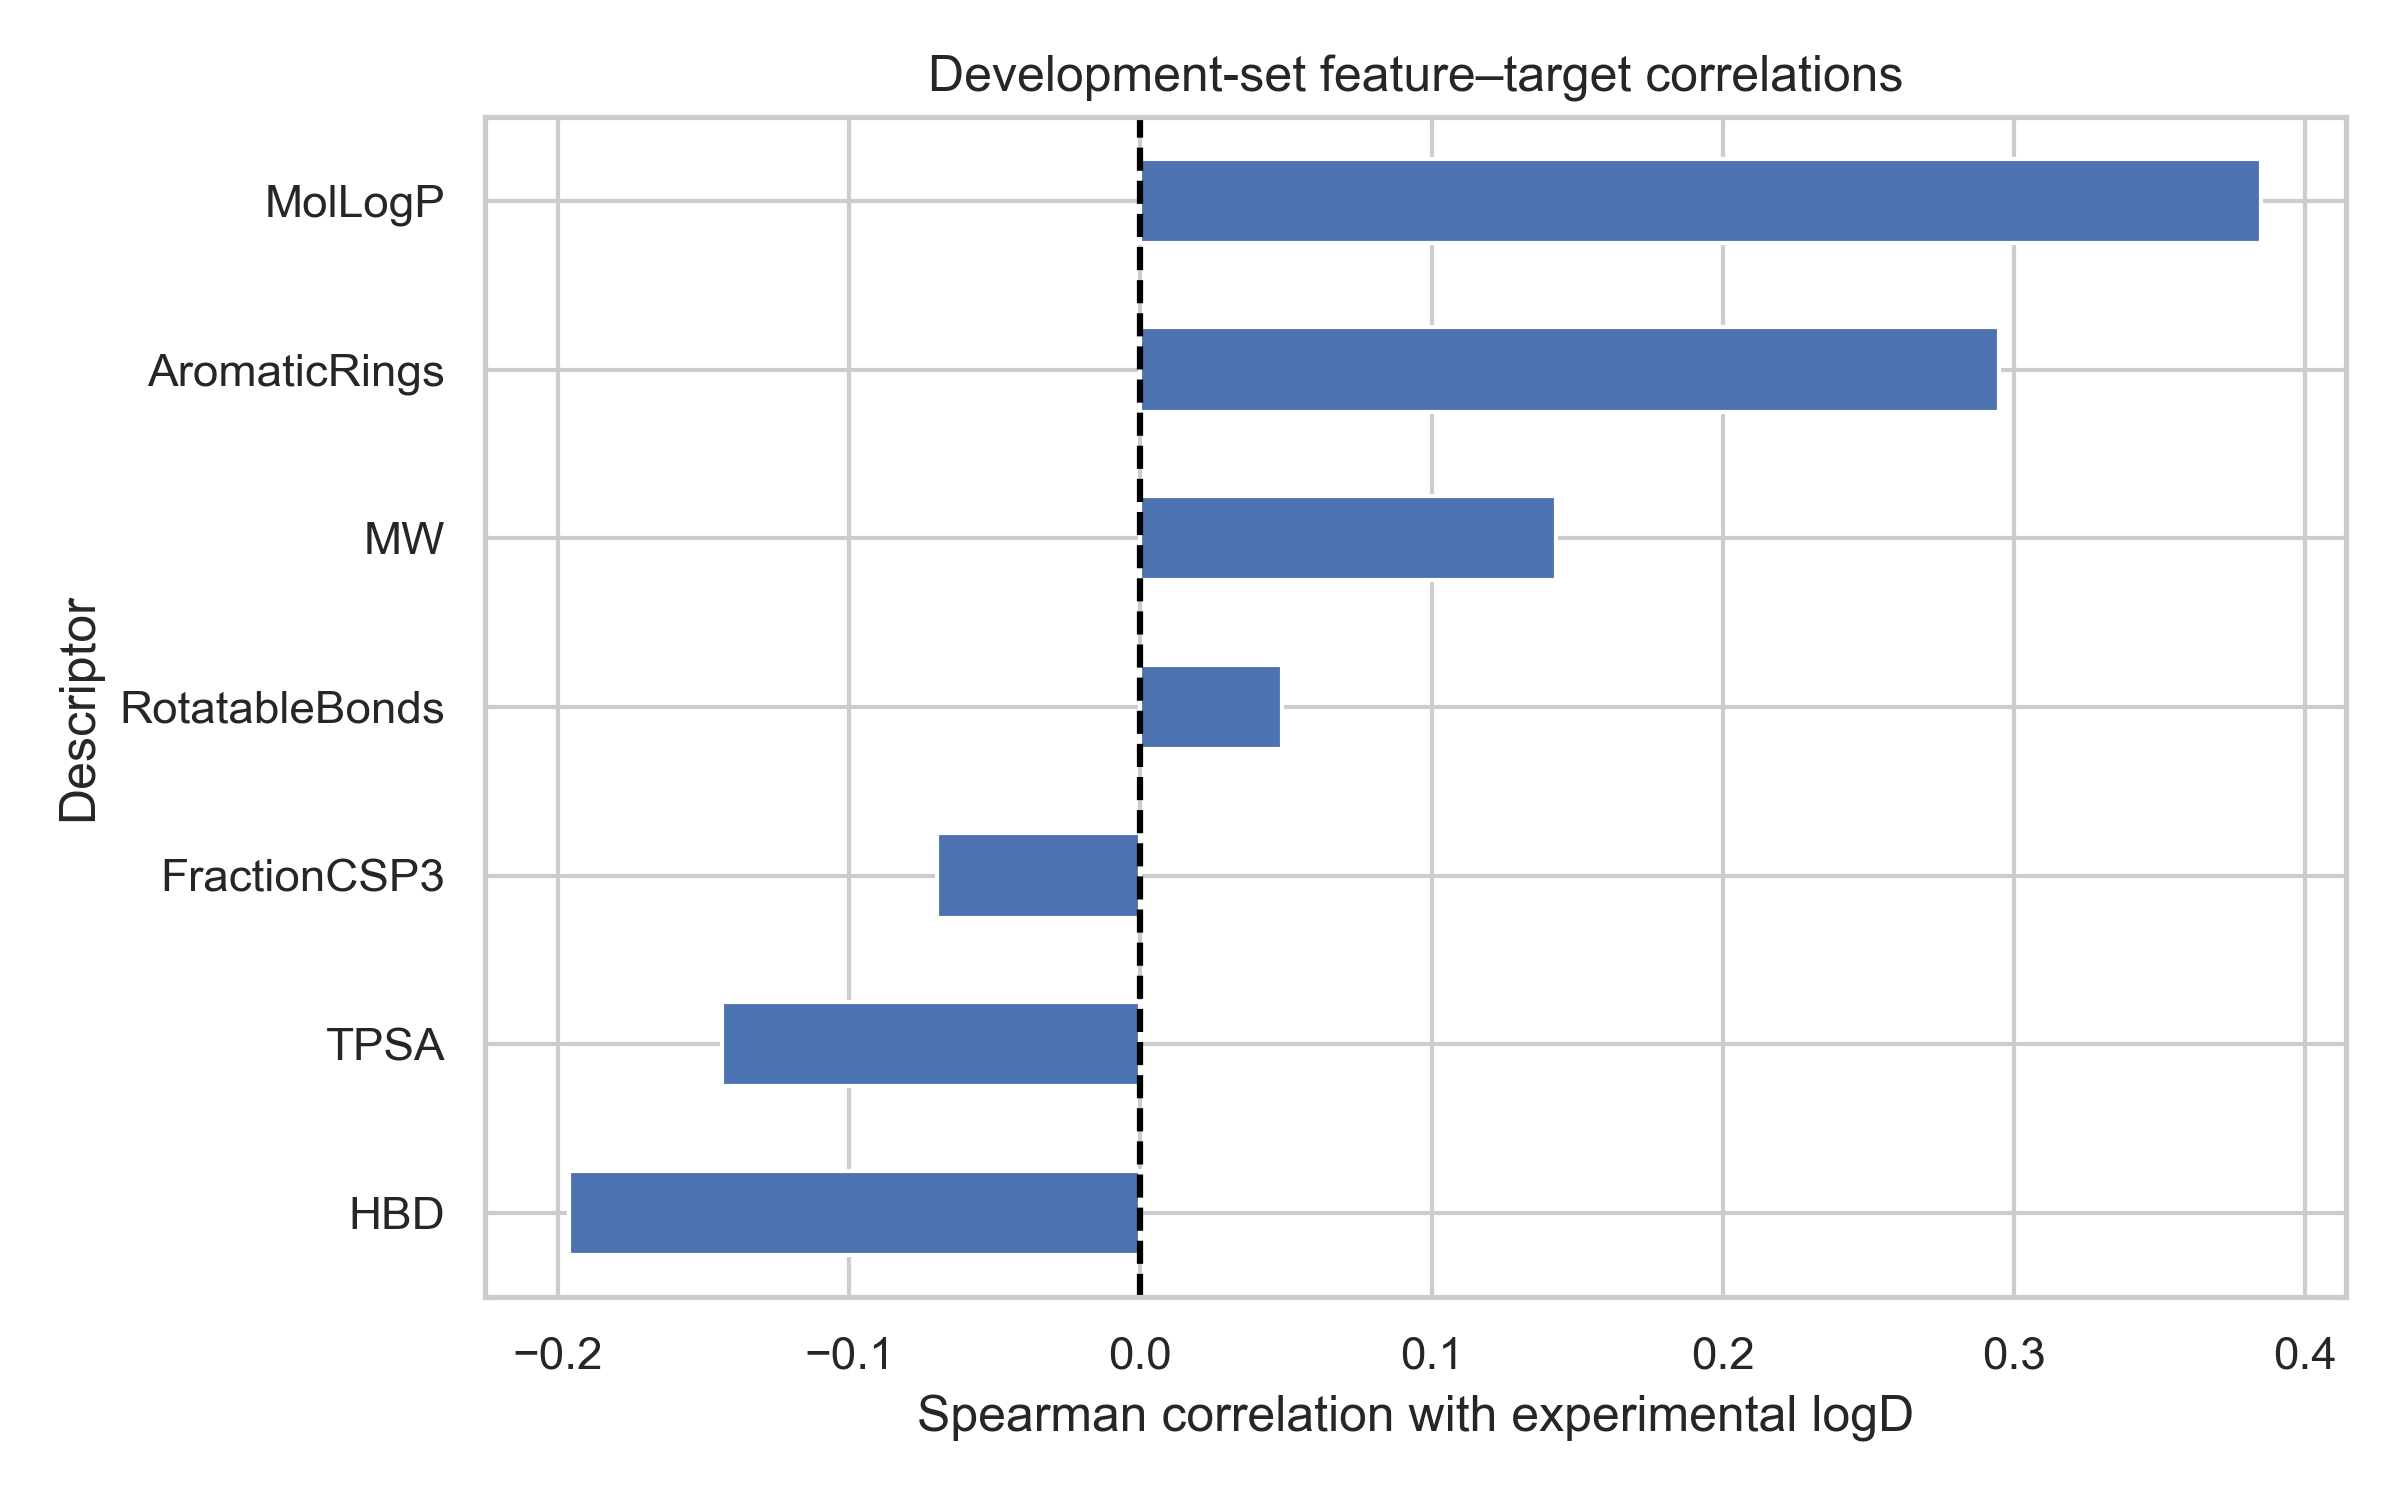 Development-set feature–target correlations
MolLogP
AromaticRings
MW
RotatableBonds
FractionCSP3
TPSA
HBD
Descriptor
−0.2 −0.1 0.0 0.1 0.2 0.3 0.4
Spearman correlation with experimental logD